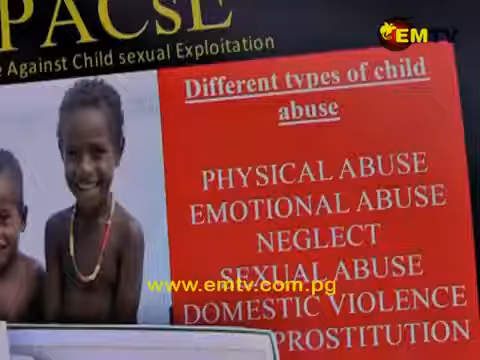 PACSE
e Against Child sexual Exploitation
EMTV
Different types of child
abuse
PHYSICAL ABUSE
EMOTIONAL ABUSE
NEGLECT
SEXUAL ABUSE
www.emtv.com.pg
DOMESTIC VIOLENCE
PROSTITUTION